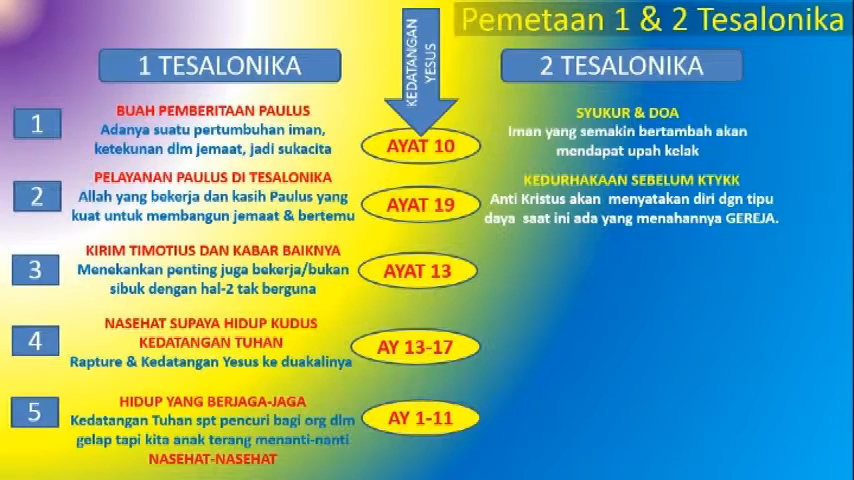 Pemetaan 1 & 2 Tesalonika
KEDATANGAN
YESUS
1 TESALONIKA
2 TESALONIKA
1
BUAH PEMBERITAAN PAULUS
Adanya suatu pertumbuhan iman,
ketekunan dlm jemaat, jadi sukacita
AYAT 10
SYUKUR & DOA
Iman yang semakin bertambah akan
mendapat upah kelak
2
PELAYANAN PAULUS DI TESALONIKA
Allah yang bekerja dan kasih Paulus yang
kuat untuk membangun jemaat & bertemu
AYAT 19
KEDURHAKAAN SEBELUM KTYKK
Anti Kristus akan menyatakan diri dgn tipu
daya saat ini ada yang menahannya GEREJA.
3
KIRIM TIMOTIUS DAN KABAR BAIKNYA
Menekankan penting juga bekerja/bukan
sibuk dengan hal-2 tak berguna
AYAT 13
4
NASEHAT SUPAYA HIDUP KUDUS
KEDATANGAN TUHAN
Rapture & Kedatangan Yesus ke duakalinya
AY 13-17
5
HIDUP YANG BERJAGA-JAGA
Kedatangan Tuhan spt pencuri bagi org dlm
gelap tapi kita anak terang menanti-nanti
NASEHAT-NASEHAT
AY 1-11